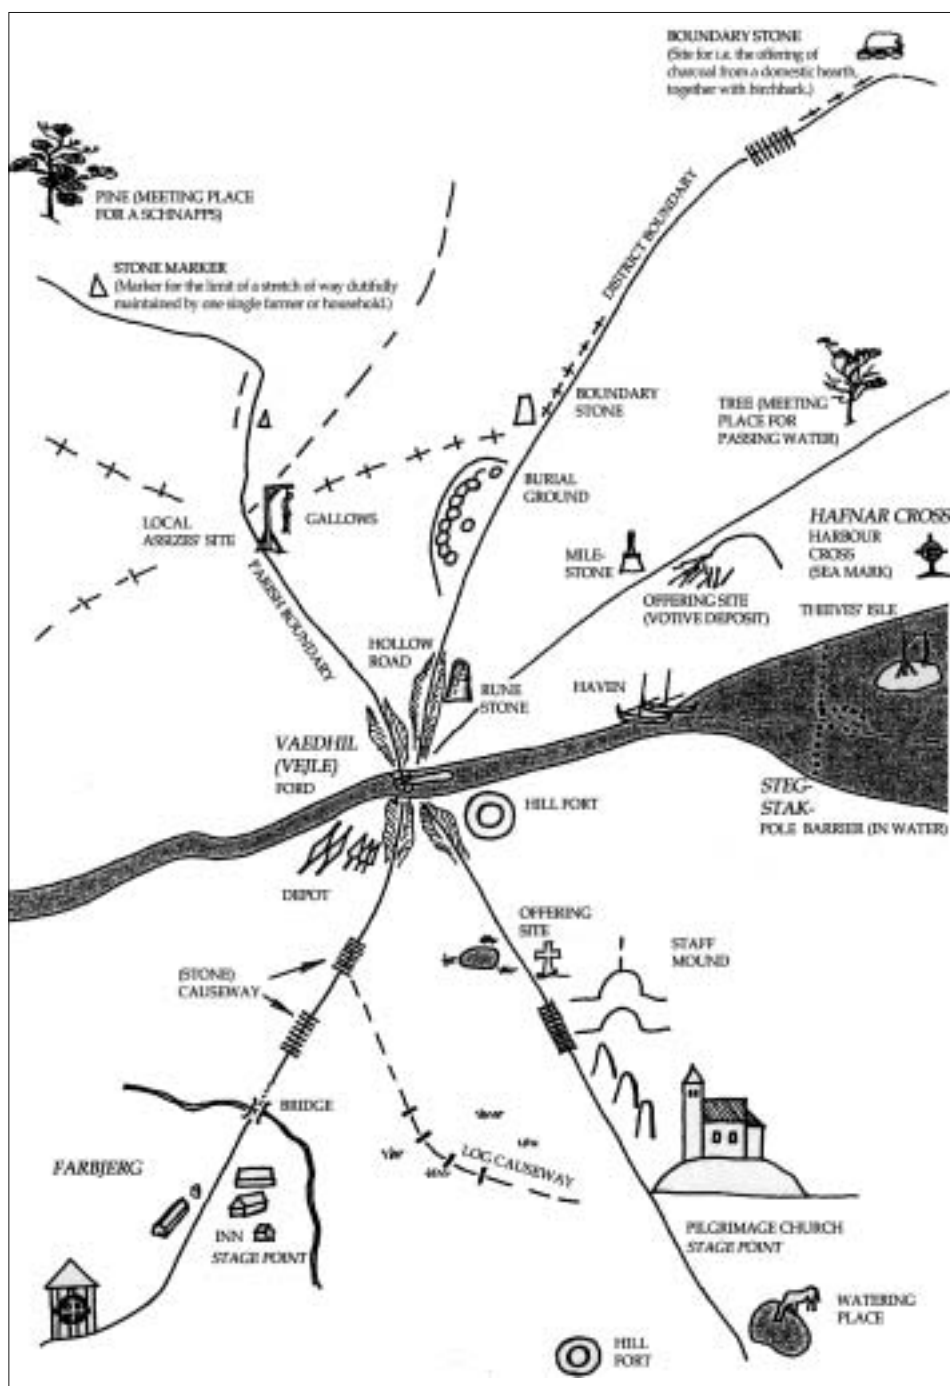 BOUNDARY STONE
(Site for i.e. the offering of
charcoal from a domestic hearth,
together with birchbark.)
PINE (MEETING PLACE
FOR A SCHNAPPS)
DISTRICT BOUNDARY
STONE MARKER
(Marker for the limit of a stretch of way dutifully
maintained by one single farmer or household.)
BOUNDARY
STONE
TREE (MEETING
PLACE FOR
PASSING WATER)
BURIAL
GROUND
LOCAL
ASSIZES' SITE
GALLOWS
HAFNAR CROSS
HARBOUR
CROSS
(SEA MARK)
MILE-
STONE
OFFERING SITE
(VOTIVE DEPOSIT)
THEEVES' ISLE
PARISH BOUNDARY
HOLLOW
ROAD
RUNE
STONE
HAVEN
VAEDHIL
(VEJLE)
FORD
HILL FORT
STEG-
STAK-
POLE BARRIER (IN WATER)
DEPOT
OFFERING
SITE
STAFF
MOUND
(STONE)
CAUSEWAY
BRIDGE
LOG CAUSEWAY
FARBJERG
INN
STAGE POINT
PILGRIMAGE CHURCH
STAGE POINT
WATERING
PLACE
HILL
FORT